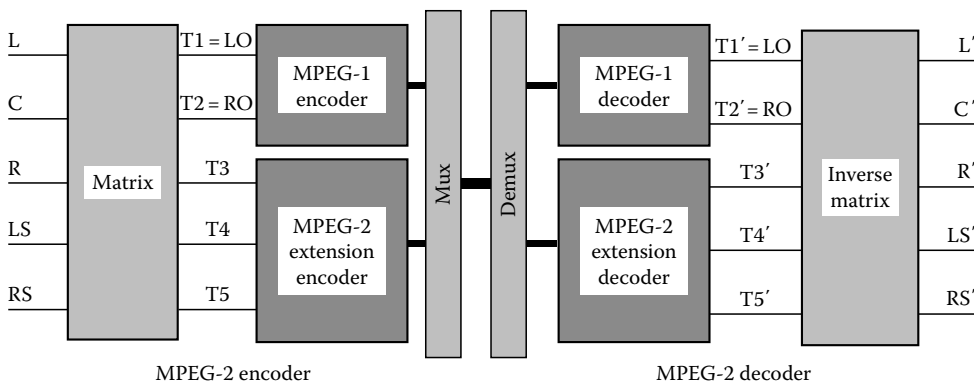 L
T1 = LO
MPEG-1
encoder
C
T2 = RO
R
Matrix
T3
LS
T4
MPEG-2
extension
encoder
RS
T5
Mux
Demux
MPEG-1
decoder
T1′ = LO
L′
T2′ = RO
C′
T3′
Inverse
matrix
R′
MPEG-2
extension
decoder
T4′
LS′
T5′
RS′
MPEG-2 encoder
MPEG-2 decoder